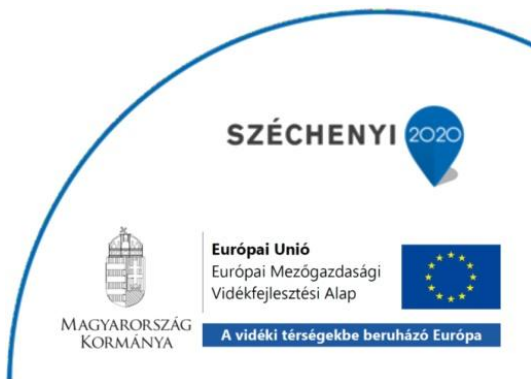 SZÉCHENYI 2020
MAGYARORSZÁG
KORMÁNYA
Európai Unió
Európai Mezőgazdasági
Vidékfejlesztési Alap
A vidéki térségekbe beruházó Európa